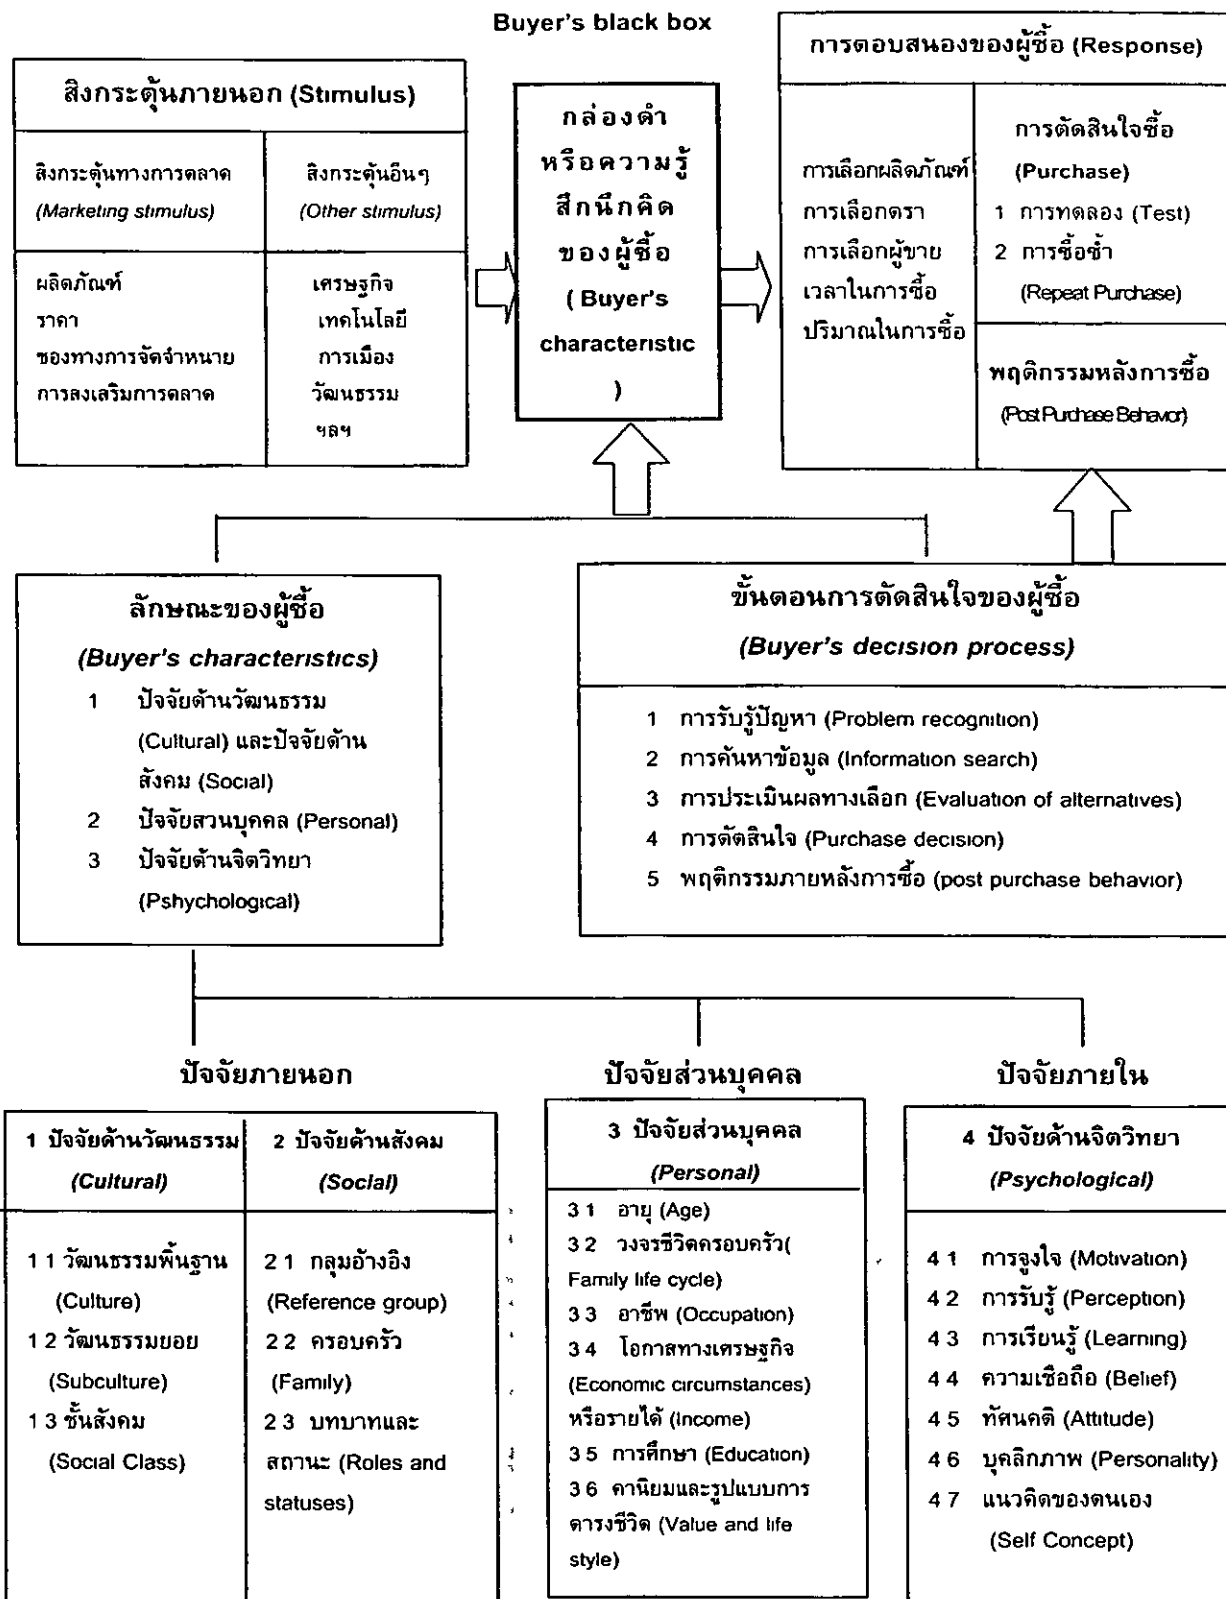 Buyer's black box
สิงกระตุ้นภายนอก (Stimulus)
สิงกระตุ้นทางการตลาด
(Marketing stimulus)
สิงกระตุ้นอื่นๆ
(Other stimulus)
ผลิตภัณฑ์
ราคา
ชองทางการจัดจำหนาย
การสงเสริมการตลาด
เศรษฐกิจ
เทคโนโลยี
การเมือง
วัฒนธรรม
ฯลฯ
กล่องดำ
หรือความรู้
สึกนึกคิด
ของผู้ซื้อ
( Buyer's
characteristic
)
การตอบสนองของผู้ซื้อ (Response)
การเลือกผลิตภัณฑ์
การเลือกตรา
การเลือกผู้ขาย
เวลาในการซื้อ
ปริมาณในการซื้อ
การตัดสินใจซื้อ
(Purchase)
1 การทดลอง (Test)
2 การซื้อซ้ำ
(Repeat Purchase)
พฤติกรรมหลังการซื้อ
(Post Purchase Behavior)
ลักษณะของผู้ซื้อ
(Buyer's characteristics)
1 ปัจจัยด้านวัฒนธรรม
(Cultural) และปัจจัยด้าน
สังคม (Social)
2 ปัจจัยสวนบุคคล (Personal)
3 ปัจจัยด้านจิตวิทยา
(Pshychological)
ขั้นตอนการตัดสินใจของผู้ซื้อ
(Buyer's decision process)
1 การรับรู้ปัญหา (Problem recognition)
2 การค้นหาข้อมูล (Information search)
3 การประเมินผลทางเลือก (Evaluation of alternatives)
4 การตัดสินใจ (Purchase decision)
5 พฤติกรรมภายหลังการซื้อ (post purchase behavior)
ปัจจัยภายนอก
1 ปัจจัยด้านวัฒนธรรม
(Cultural)
1 1 วัฒนธรรมพื้นฐาน
(Culture)
1 2 วัฒนธรรมยอย
(Subculture)
1 3 ชั้นสังคม
(Social Class)
2 ปัจจัยด้านสังคม
(Social)
2 1 กลุมอ้างอิง
(Reference group)
2 2 ครอบครัว
(Family)
2 3 บทบาทและ
สถานะ (Roles and
statuses)
ปัจจัยส่วนบุคคล
3 ปัจจัยส่วนบุคคล
(Personal)
3 1 อายุ (Age)
3 2 วงจรชีวิตครอบครัว(
Family life cycle)
3 3 อาชีพ (Occupation)
3 4 โอกาสทางเศรษฐกิจ
(Economic circumstances)
หรือรายได้ (Income)
3 5 การศึกษา (Education)
3 6 คานิยมและรูปแบบการ
ดารงชีวิต (Value and life
style)
ปัจจัยภายใน
4 ปัจจัยด้านจิตวิทยา
(Psychological)
4 1 การจูงใจ (Motivation)
4 2 การรับรู้ (Perception)
4 3 การเรียนรู้ (Learning)
4 4 ความเชือถือ (Belief)
4 5 ทัศนคติ (Attitude)
4 6 บุคลิกภาพ (Personality)
4 7 แนวคิดของตนเอง
(Self Concept)